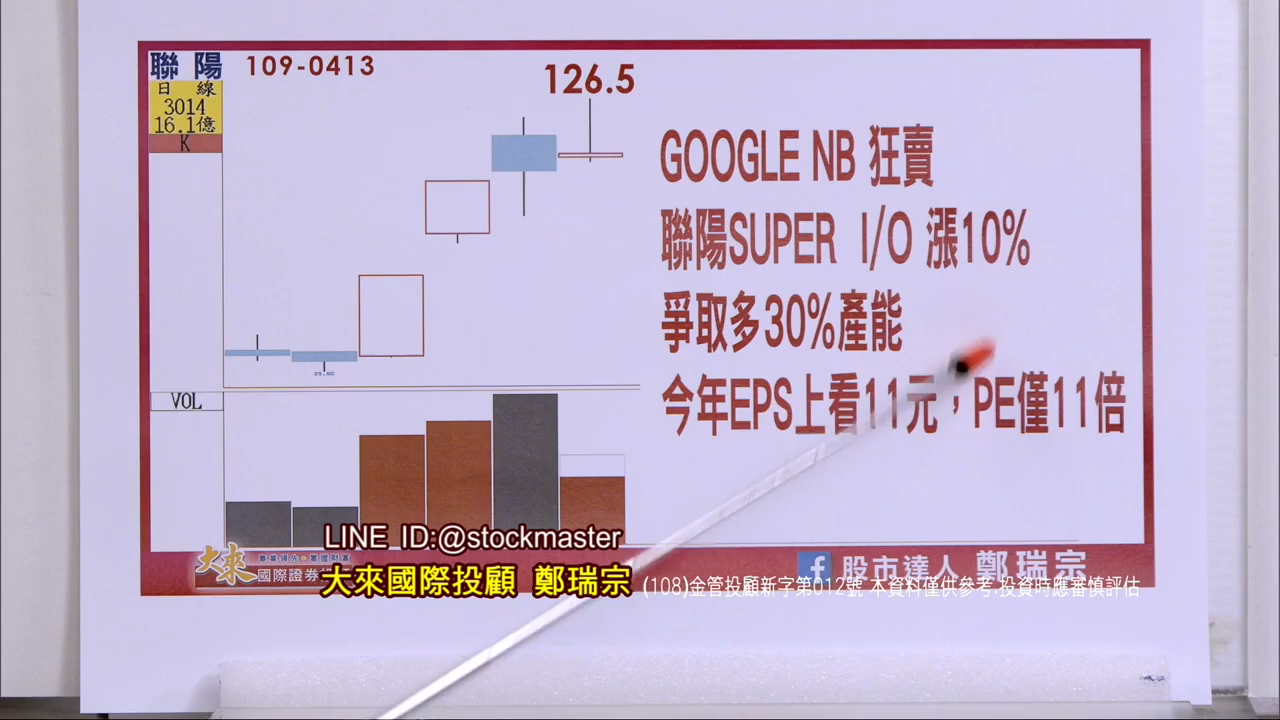 聯 陽 109-0413
126.5
日 線
3014
16.1億
K
GOOGLE NB 狂賣
聯陽SUPER I/O 漲10%
爭取多30%產能
今年EPS上看11元，PE僅11倍
VOL
LINE ID:@stockmaster
大來
國際證券
大來國際投顧 鄭瑞宗
股市達人 鄭瑞宗
(108)金管投顧新字第012號 本資料僅供參考.投資時應審慎評估